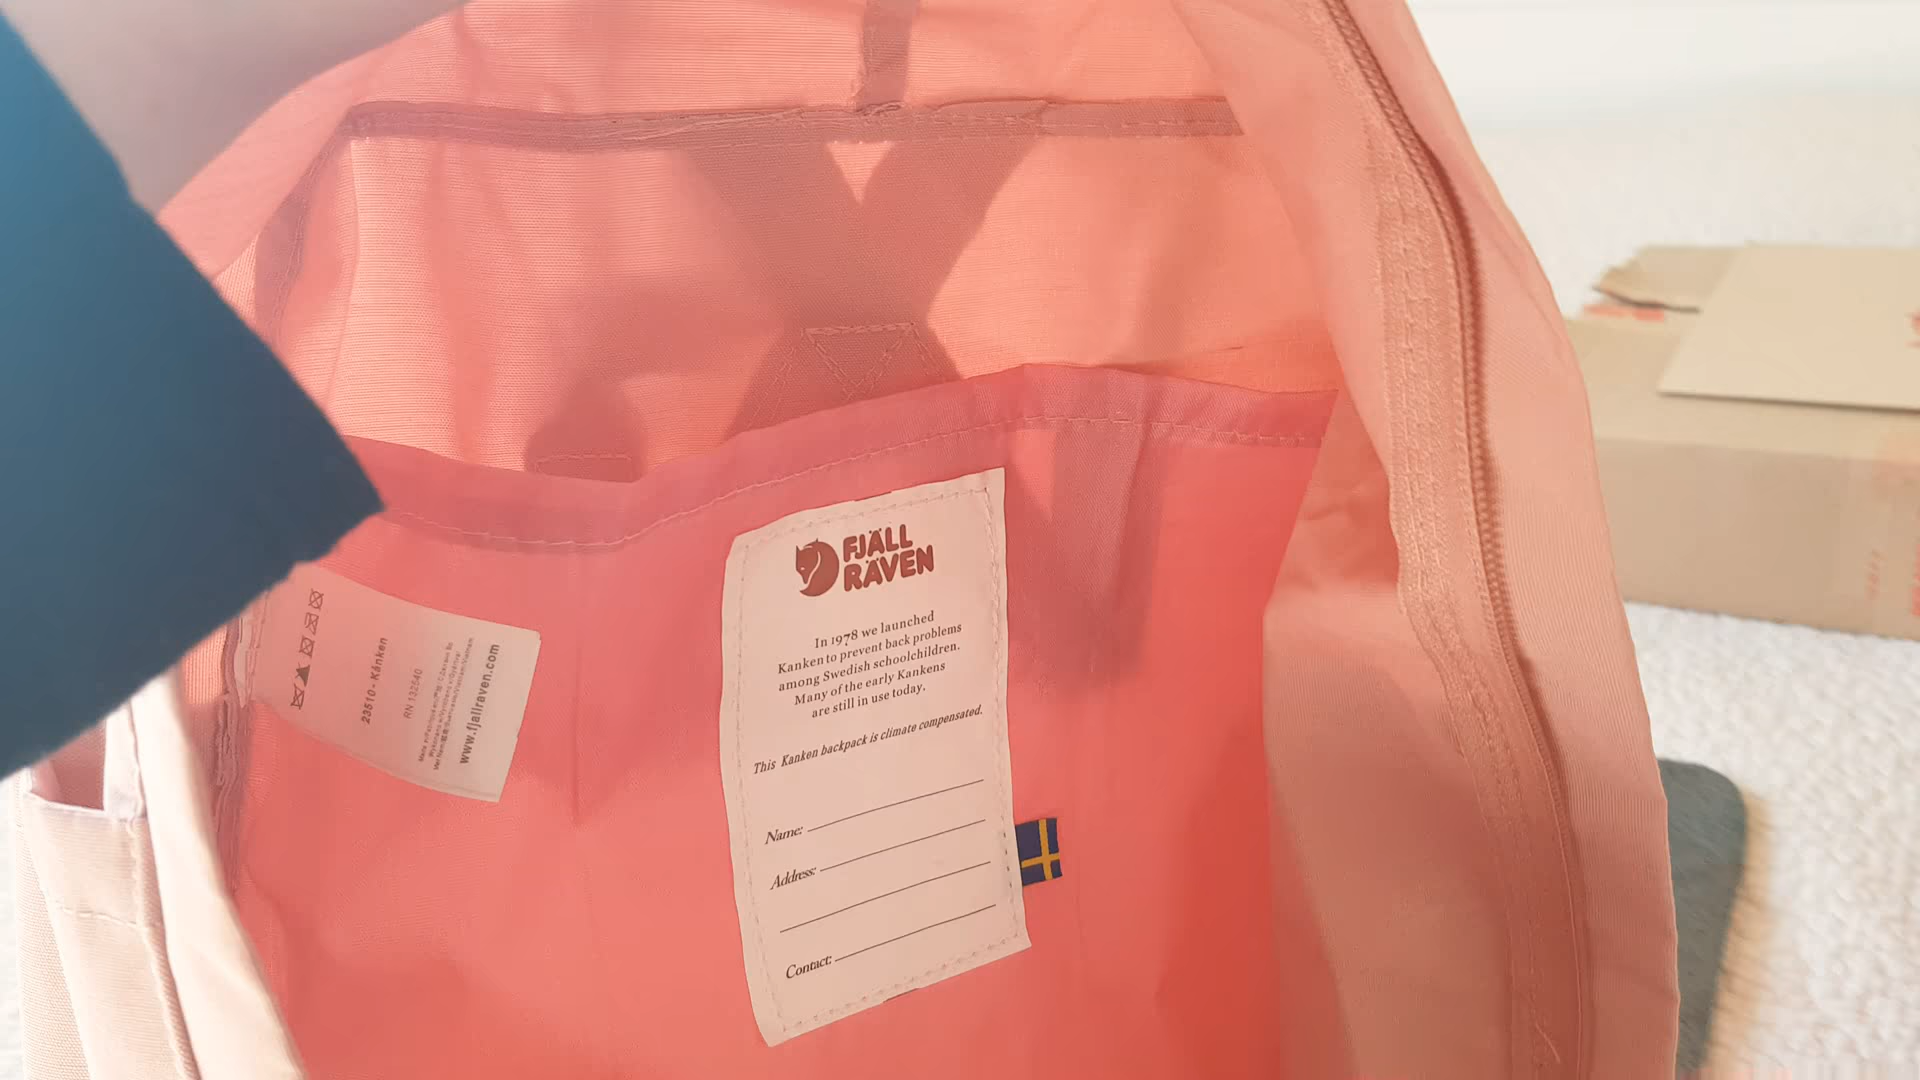 FJÄLL
RÄVEN
In 1978 we launched
Kanken to prevent back problems
among Swedish schoolchildren.
Many of the early Kankens
are still in use today.
This Kanken backpack is climate compensated.
Name:
Address:
Contact:
23510 - Kånken
RN 132540
www.fjallraven.com